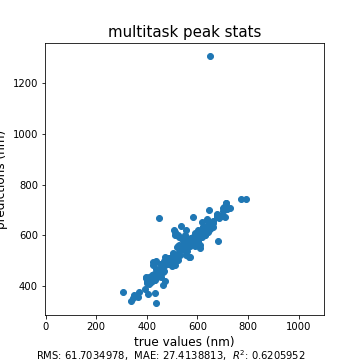 multitask peak stats
predictions (nm)
1200
1000
800
600
400
0 200 400 600 800 1000
true values (nm)
RMS: 61.7034978, MAE: 27.4138813, R²: 0.6205952